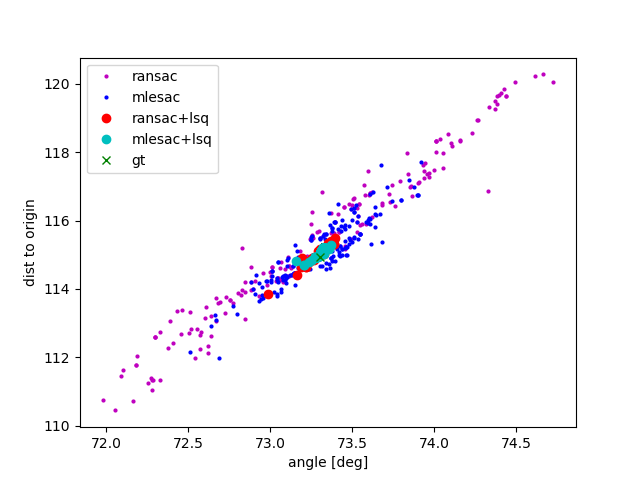 120
118
116
114
112
110
dist to origin
ransac
mlesac
ransac+lsq
mlesac+lsq
gt
72.0 72.5 73.0 73.5 74.0 74.5
angle [deg]